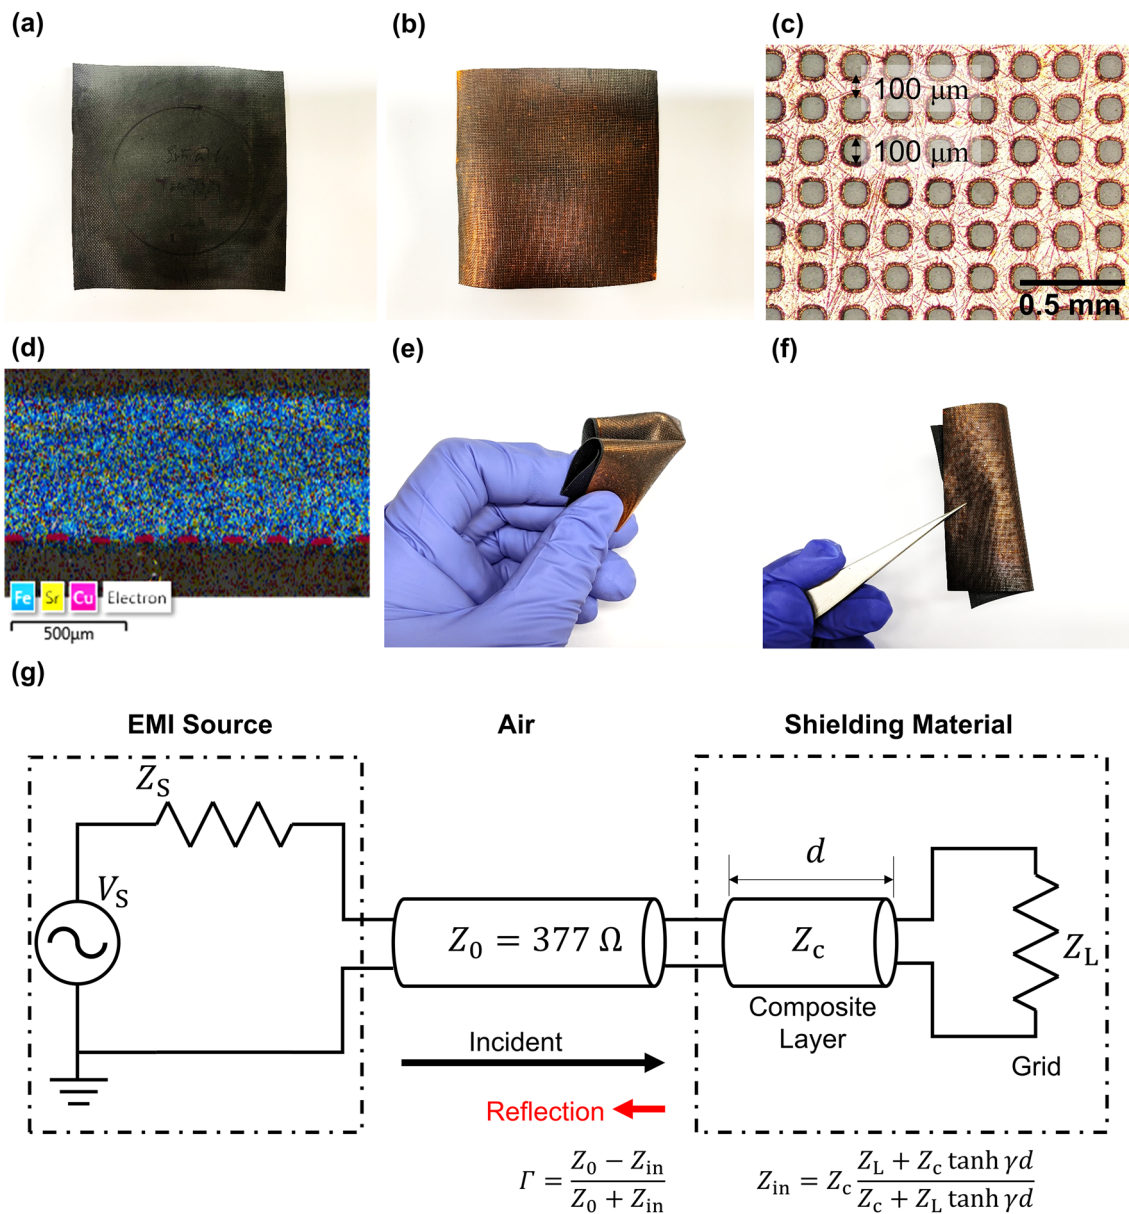 (a)
(b)
(c)
100 μm
100 μm
0.5 mm
(d)
Fe Sr Cu Electron
500μm
(e)
(f)
(g)
EMI Source
Air
Shielding Material
Z_S
V_S
Z_0 = 377 Ω
d
Z_c
Z_L
Composite
Layer
Grid
Incident
Reflection
Γ = (Z_0 − Z_in) / (Z_0 + Z_in)
Z_in = Z_c (Z_L + Z_c tanh γd) / (Z_c + Z_L tanh γd)